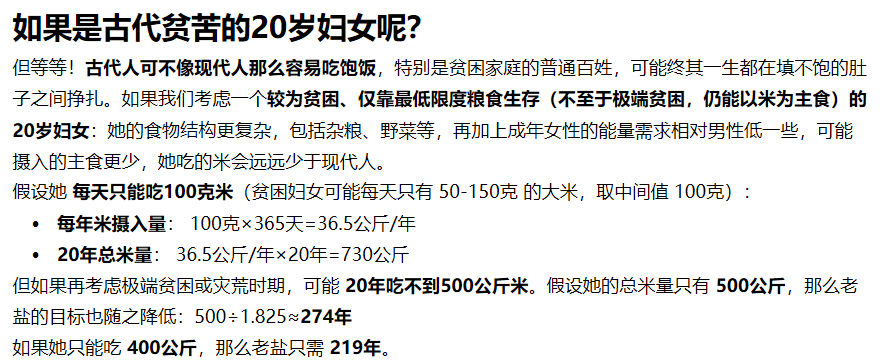 如果是古代贫苦的20岁妇女呢？
但等等！古代人可不像现代人那么容易吃饱饭，特别是贫困家庭的普通百姓，可能终其一生都在填不饱的肚
子之间挣扎。如果我们考虑一个较为贫困、仅靠最低限度粮食生存（不至于极端贫困，仍能以米为主食）的
20岁妇女：她的食物结构更复杂，包括杂粮、野菜等，再加上成年女性的能量需求相对男性低一些，可能
摄入的主食更少，她吃的米会远远少于现代人。
假设她 每天只能吃100克米（贫困妇女可能每天只有 50-150克 的大米，取中间值 100克）：
• 每年米摄入量： 100克×365天=36.5公斤/年
• 20年总米量： 36.5公斤/年×20年=730公斤
但如果再考虑极端贫困或灾荒时期，可能 20年吃不到500公斤米。假设她的总米量只有 500公斤，那么老
盐的目标也随之降低：500÷1.825≈274年
如果她只能吃 400公斤，那么老盐只需 219年。